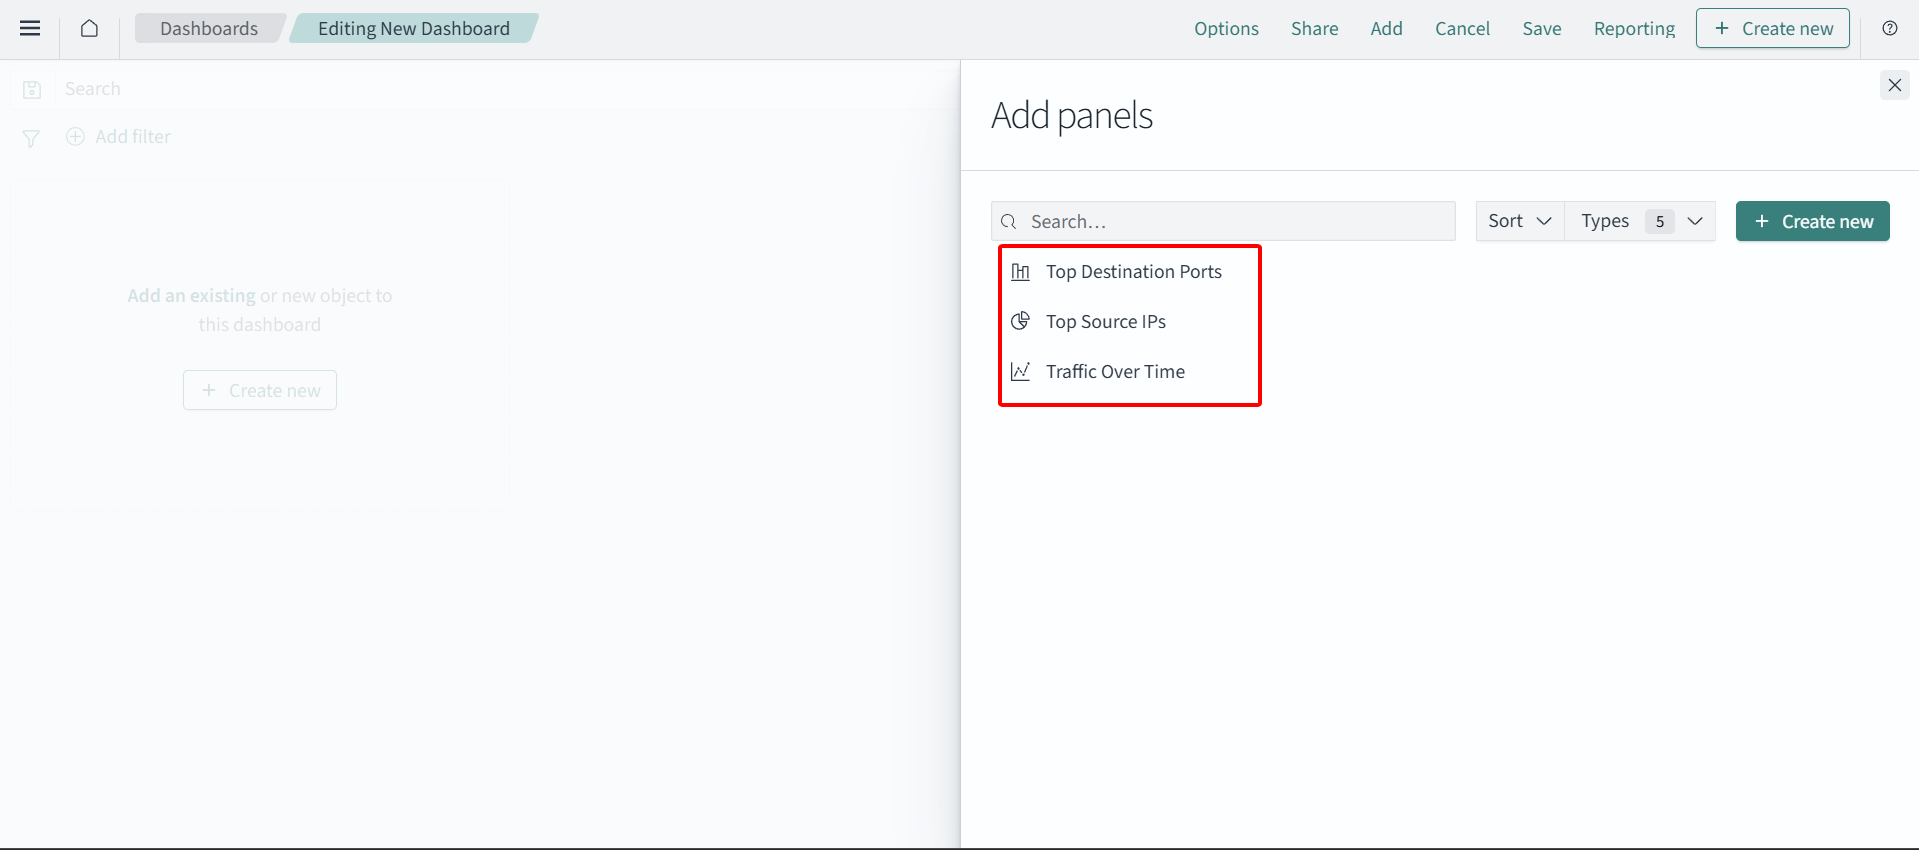 Dashboards
Editing New Dashboard
Options
Share
Add
Cancel
Save
Reporting
Create new
Search
Add filter
Add an existing or new object to
this dashboard
Create new
Add panels
Search...
Sort
Types 5
Create new
Top Destination Ports
Top Source IPs
Traffic Over Time